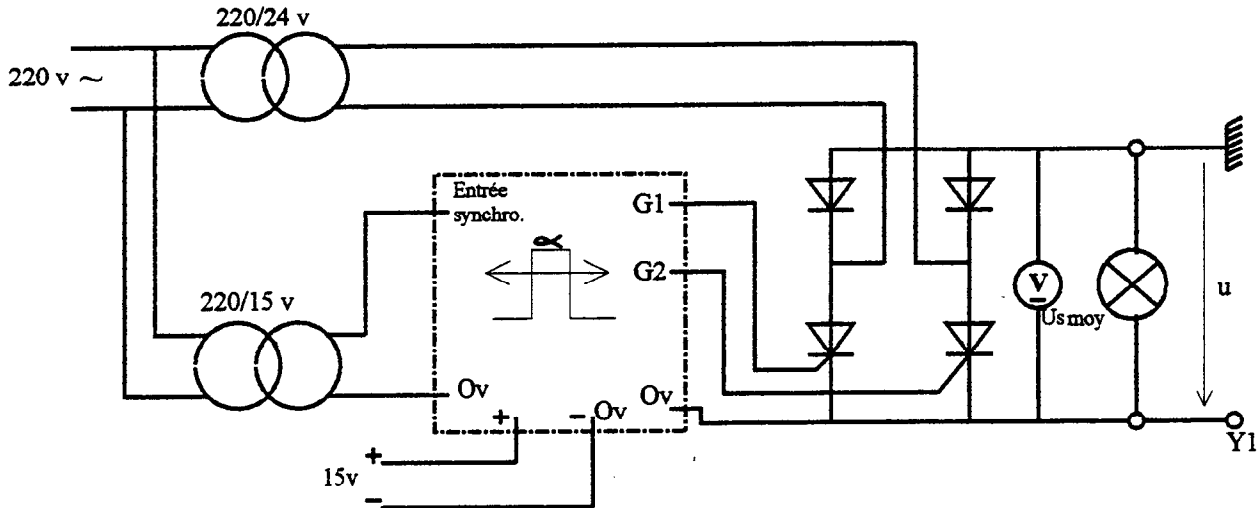 220/24 v
220 v ~
Entrée
synchro.
G1
α
G2
220/15 v
V
Us moy
u
Ov
Ov
+
- Ov
Y1
+
15v
-